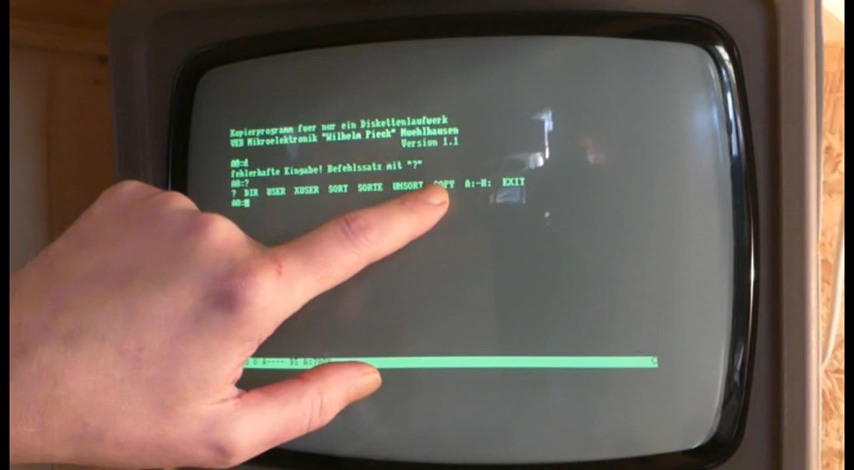 Kopierprogramm fuer nur ein Diskettenlaufwerk
VEB Mikroelektronik "Wilhelm Pieck" Muehlhausen
Version 1.1
A0:d
fehlerhafte Eingabe! Befehlssatz mit "?"
A0:?
? DIR USER XUSER SORT SORTE UNSORT COPY A:-H: EXIT
A0: